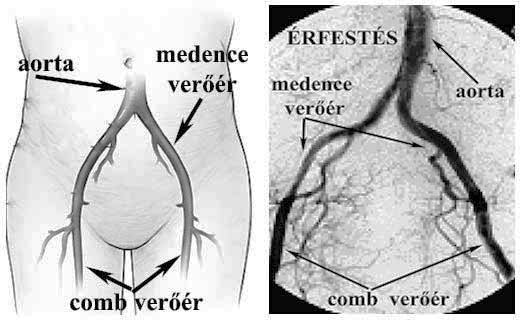 aorta
medence
verőér
comb verőér
ÉRFESTÉS
medence
verőér
aorta
comb verőér